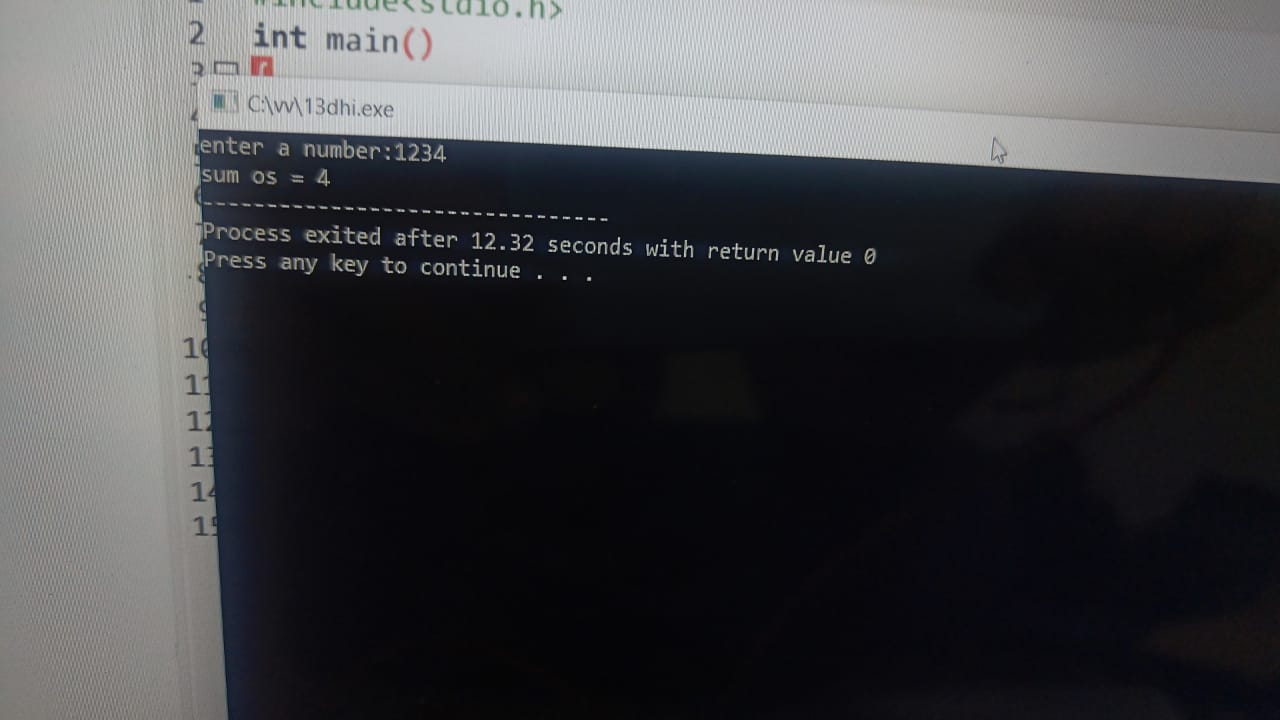 #include<stdio.h>
2 int main()
3 {
C:\vv\13dhi.exe
enter a number:1234
sum os = 4
--------------------------------
Process exited after 12.32 seconds with return value 0
Press any key to continue . . .
10
11
12
13
14
15